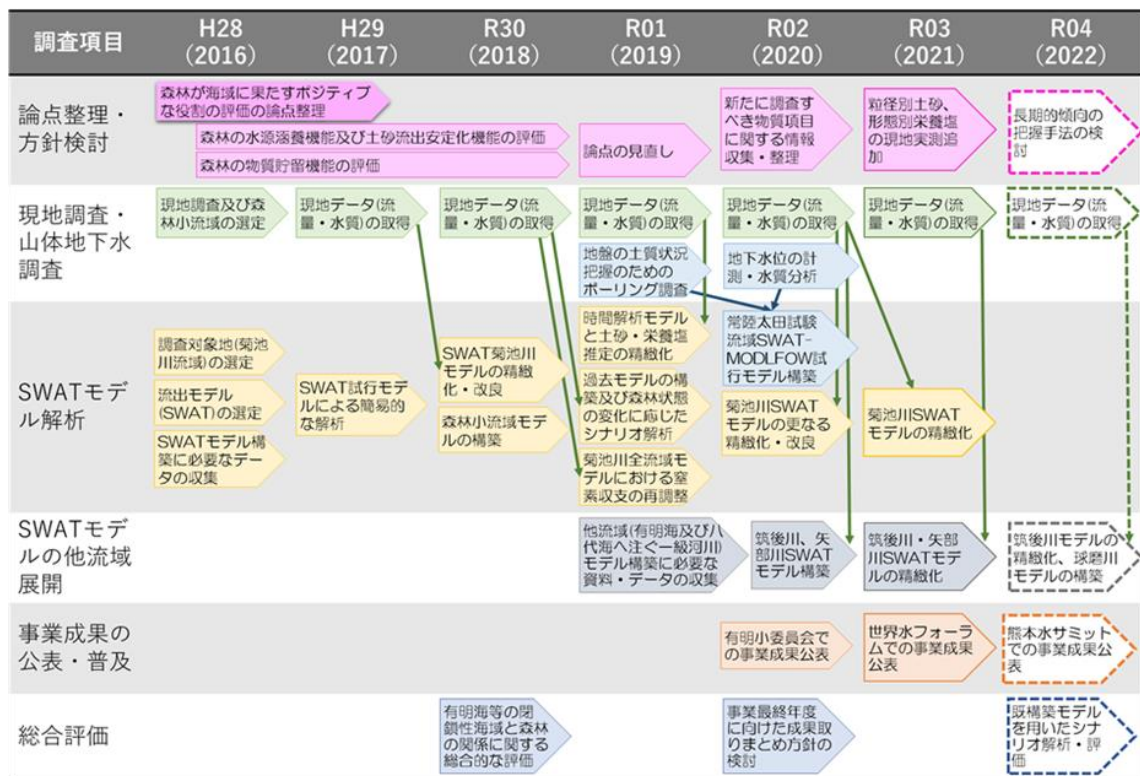 調査項目
H28
(2016)
H29
(2017)
R30
(2018)
R01
(2019)
R02
(2020)
R03
(2021)
R04
(2022)
論点整理・
方針検討
森林が海域に果たすポジティブ
な役割の評価の論点整理
森林の水源涵養機能及び土砂流出安定化機能の評価
森林の物質貯留機能の評価
論点の見直し
新たに調査す
べき物質項目
に関する情報
収集・整理
粒径別土砂、
形態別栄養塩
の現地実測追
加
長期的傾向の
把握手法の検
討
現地調査・
山体地下水
調査
現地調査及び森
林小流域の選定
現地データ(流
量・水質)の取得
現地データ(流
量・水質)の取得
現地データ(流
量・水質)の取得
現地データ(流
量・水質)の取得
現地データ(流
量・水質)の取得
現地データ(流
量・水質)の取得
地盤の土質状況
把握のための
ボーリング調査
地下水位の計
測・水質分析
SWATモデ
ル解析
調査対象地(菊池
川流域)の選定
流出モデル
(SWAT)の選定
SWATモデル構
築に必要なデー
タの収集
SWAT試行モデ
ルによる簡易的
な解析
SWAT菊池川
モデルの精緻
化・改良
森林小流域モデ
ルの構築
時間解析モデル
と土砂・栄養塩
推定の精緻化
過去モデルの構
築及び森林状態
の変化に応じた
シナリオ解析
菊池川全流域モ
デルにおける窒
素収支の再調整
常陸太田試験
流域SWAT-
MODLFOW試
行モデル構築
菊池川SWAT
モデルの更なる
精緻化・改良
菊池川SWAT
モデルの精緻化
SWATモデ
ルの他流域
展開
他流域(有明海及び八
代海へ注ぐ一級河川)
モデル構築に必要な
資料・データの収集
筑後川、矢
部川SWAT
モデル構築
筑後川・矢部
川SWATモデ
ルの精緻化
筑後川モデルの
精緻化、球磨川
モデルの構築
事業成果の
公表・普及
有明小委員会で
の事業成果公表
世界水フォーラ
ムでの事業成果
公表
熊本水サミット
での事業成果公
表
総合評価
有明海等の閉
鎖性海域と森林
の関係に関する
総合的な評価
事業最終年度
に向けた成果取
りまとめ方針の
検討
既構築モデル
を用いたシナ
リオ解析・評
価